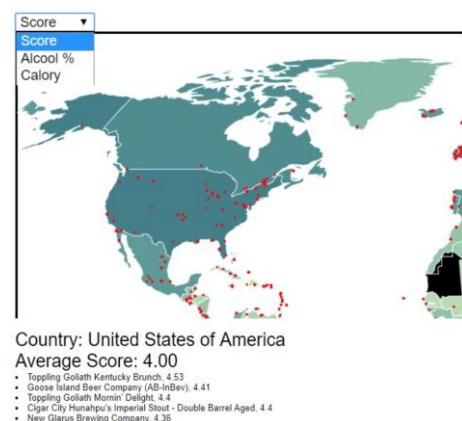 Score
Score
Alcool %
Calory
Country: United States of America
Average Score: 4.00
Toppling Goliath Kentucky Brunch, 4.53
Goose Island Beer Company (AB-InBev), 4.41
Toppling Goliath Mornin' Delight, 4.4
Cigar City Hunahpu's Imperial Stout - Double Barrel Aged, 4.4
New Glarus Brewing Company, 4.36